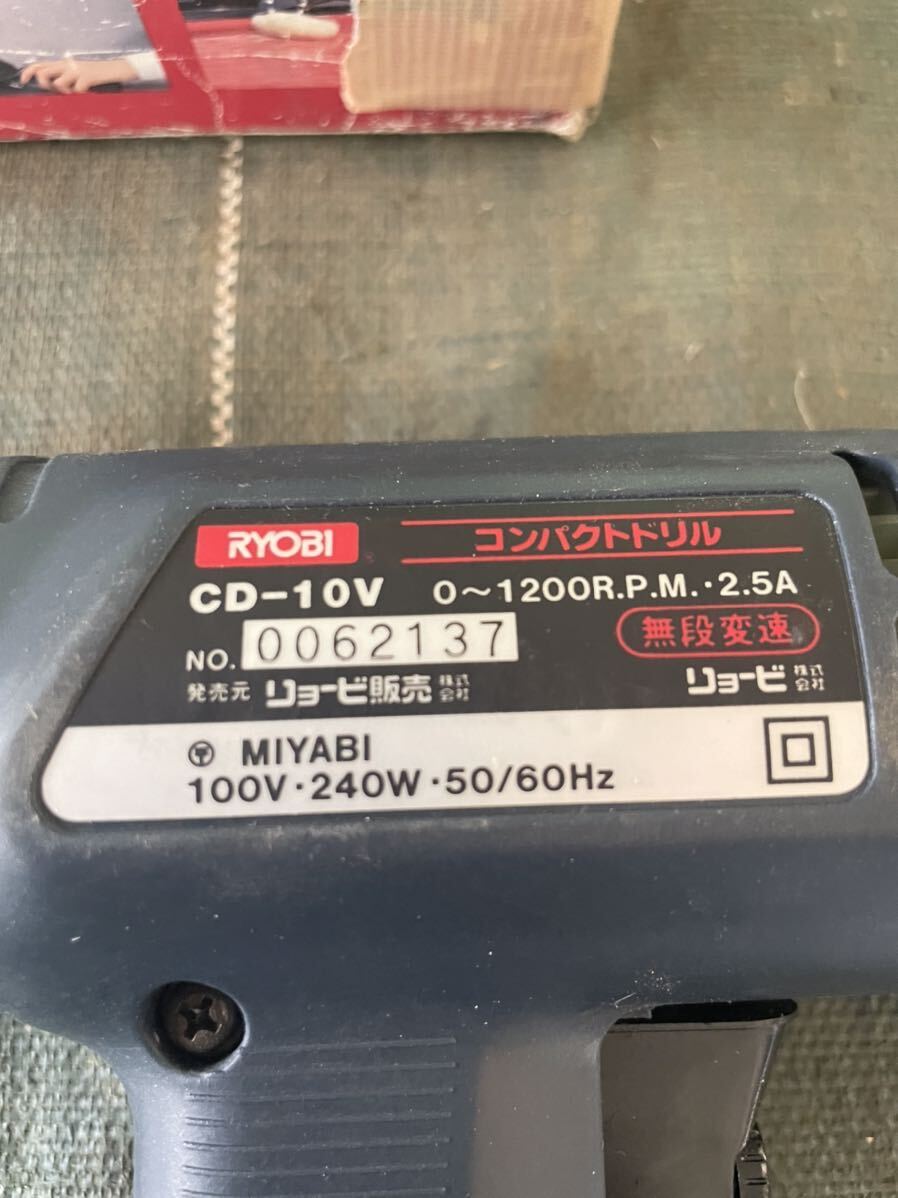 RYOBI コンパクトドリル
CD-10V 0～1200R.P.M.・2.5A
NO. 0062137 無段変速
発売元 リョービ販売株式会社 リョービ株式会社
〒 MIYABI
100V・240W・50/60Hz